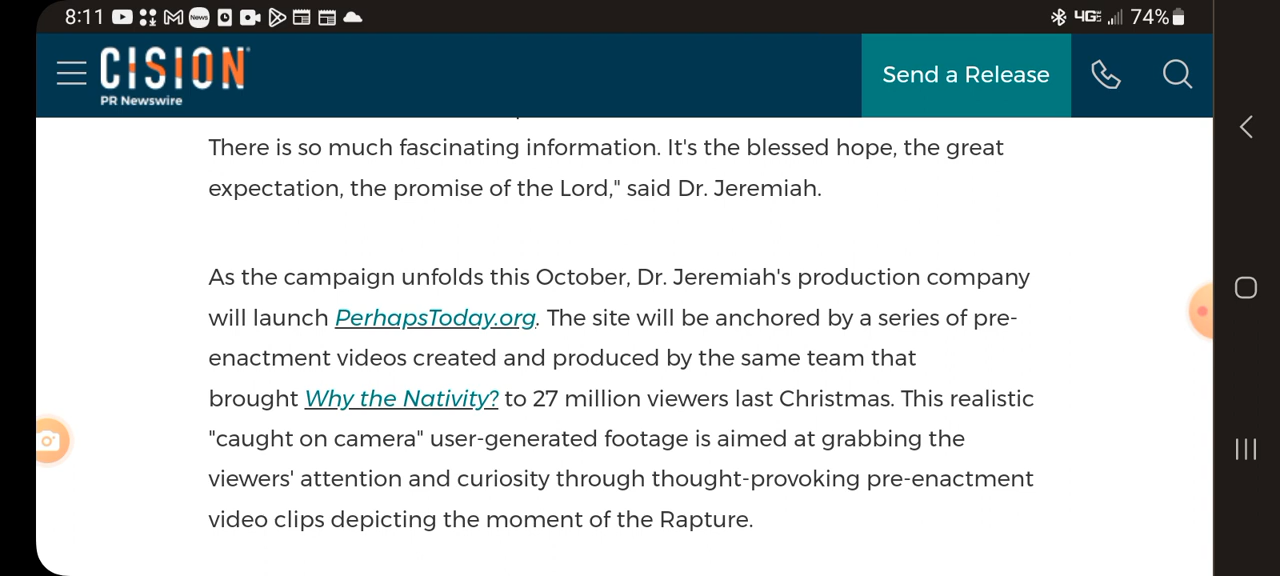 8:11
News
4G
74%
CISION
PR Newswire
Send a Release
There is so much fascinating information. It's the blessed hope, the great
expectation, the promise of the Lord," said Dr. Jeremiah.
As the campaign unfolds this October, Dr. Jeremiah's production company
will launch PerhapsToday.org. The site will be anchored by a series of pre-
enactment videos created and produced by the same team that
brought Why the Nativity? to 27 million viewers last Christmas. This realistic
"caught on camera" user-generated footage is aimed at grabbing the
viewers' attention and curiosity through thought-provoking pre-enactment
video clips depicting the moment of the Rapture.